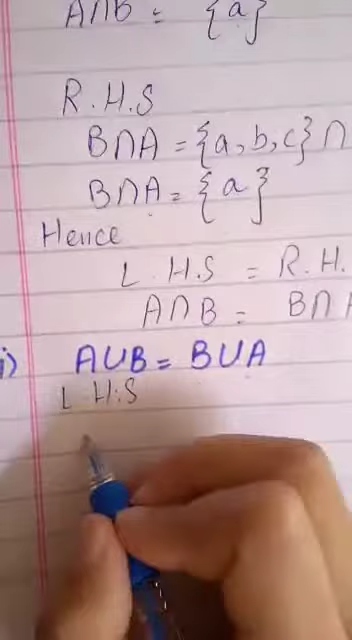 A∩B = {a}
R.H.S
B∩A = {a, b, c} ∩
B∩A = {a}
Hence
L.H.S = R.H.
A∩B = B∩A
i) A∪B = B∪A
L.H.S